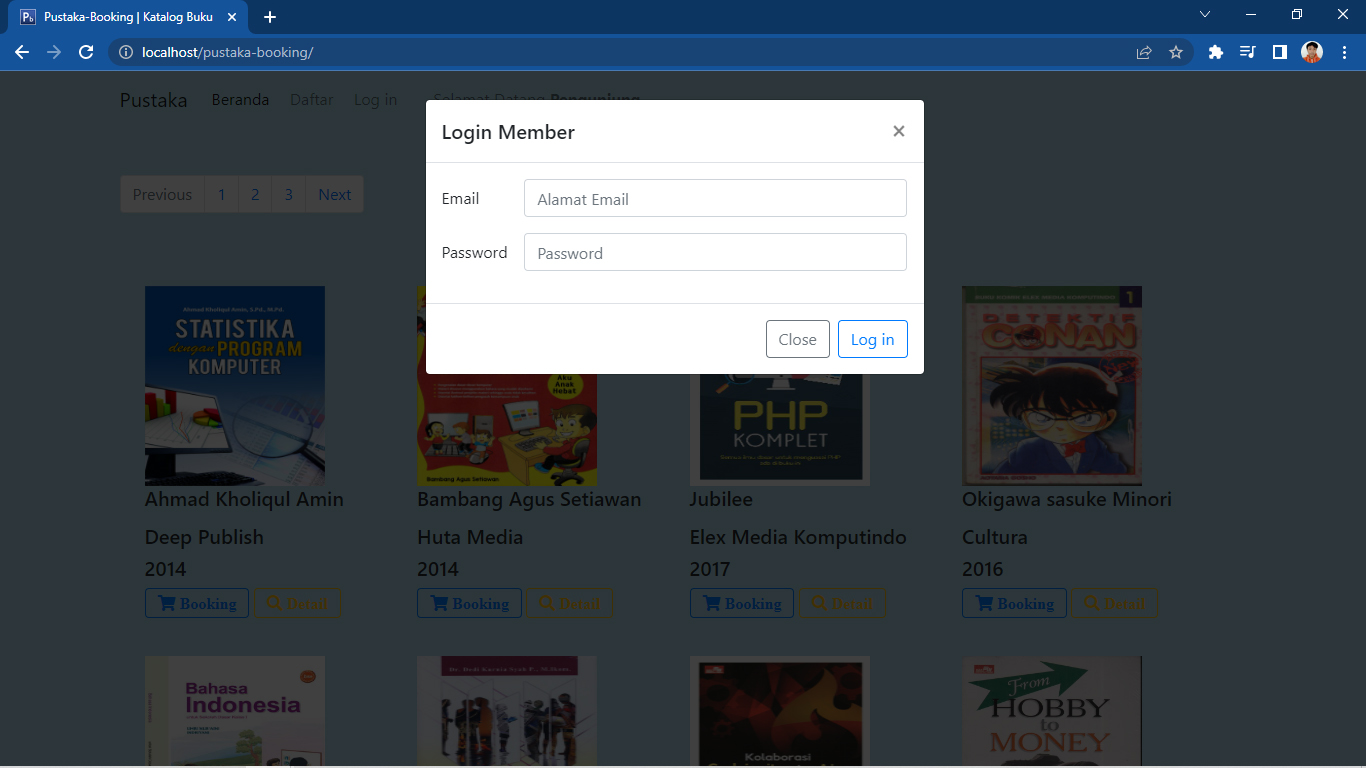 Pustaka-Booking | Katalog Buku
localhost/pustaka-booking/
Pustaka Beranda Daftar Log in Selamat Datang Pengunjung
Login Member ×
Email Alamat Email
Password Password
Close Log in
Previous 1 2 3 Next
Ahmad Kholiqul Amin, S.Pd., M.Pd.
STATISTIKA
dengan PROGRAM
KOMPUTER
Aku
Anak
Hebat
Bambang Agus Setiawan
PHP
KOMPLET
1
DETEKTIF
CONAN
Ahmad Kholiqul Amin
Deep Publish
2014
Booking Detail
Bambang Agus Setiawan
Huta Media
2014
Booking Detail
Jubilee
Elex Media Komputindo
2017
Booking Detail
Okigawa sasuke Minori
Cultura
2016
Booking Detail
Bahasa
Indonesia
Kolaborasi
From
HOBBY
to
MONEY